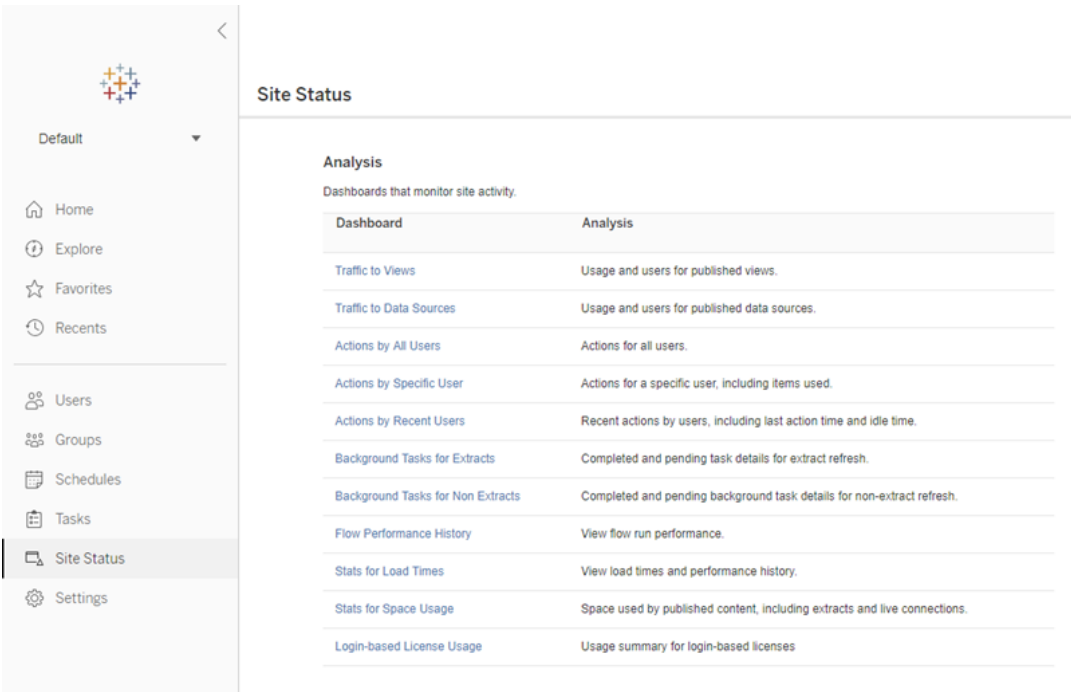 Default
Home
Explore
Favorites
Recents
Users
Groups
Schedules
Tasks
Site Status
Settings
Site Status
Analysis
Dashboards that monitor site activity.
Dashboard Analysis
Traffic to Views Usage and users for published views.
Traffic to Data Sources Usage and users for published data sources.
Actions by All Users Actions for all users.
Actions by Specific User Actions for a specific user, including items used.
Actions by Recent Users Recent actions by users, including last action time and idle time.
Background Tasks for Extracts Completed and pending task details for extract refresh.
Background Tasks for Non Extracts Completed and pending background task details for non-extract refresh.
Flow Performance History View flow run performance.
Stats for Load Times View load times and performance history.
Stats for Space Usage Space used by published content, including extracts and live connections.
Login-based License Usage Usage summary for login-based licenses